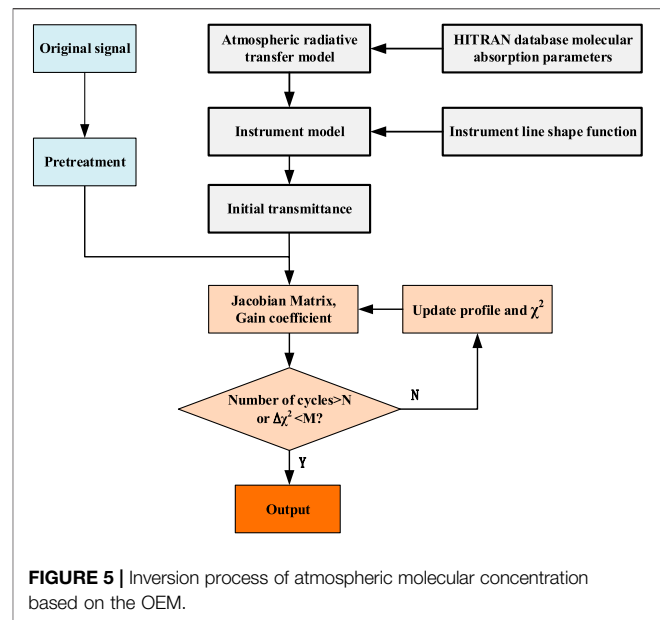 Original signal
Atmospheric radiative
transfer model
HITRAN database molecular
absorption parameters
Pretreatment
Instrument model
Instrument line shape function
Initial transmittance
Jacobian Matrix,
Gain coefficient
Update profile and χ²
Number of cycles>N
or Δχ² <M?
N
Y
Output
FIGURE 5 | Inversion process of atmospheric molecular concentration
based on the OEM.